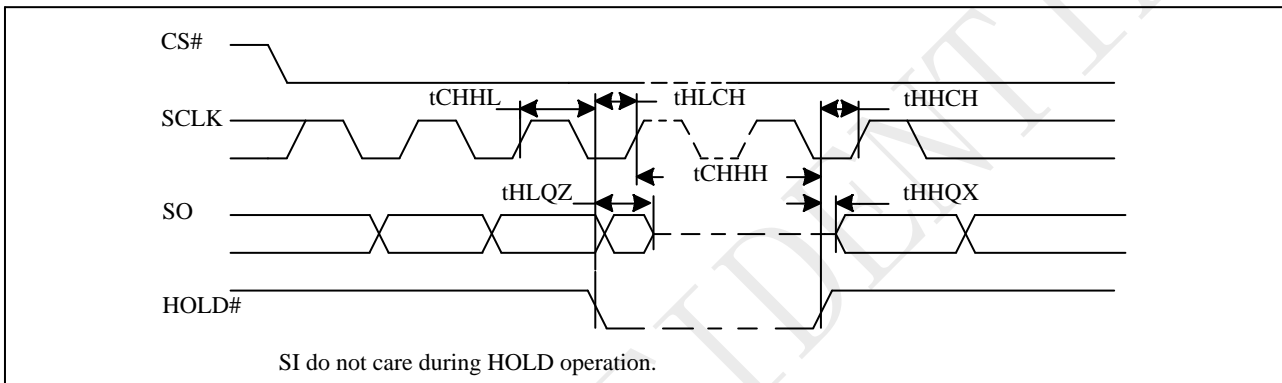 CS#
tCHHL
tHLCH
tHHCH
SCLK
tCHHH
tHLQZ
tHHQX
SO
HOLD#
SI do not care during HOLD operation.